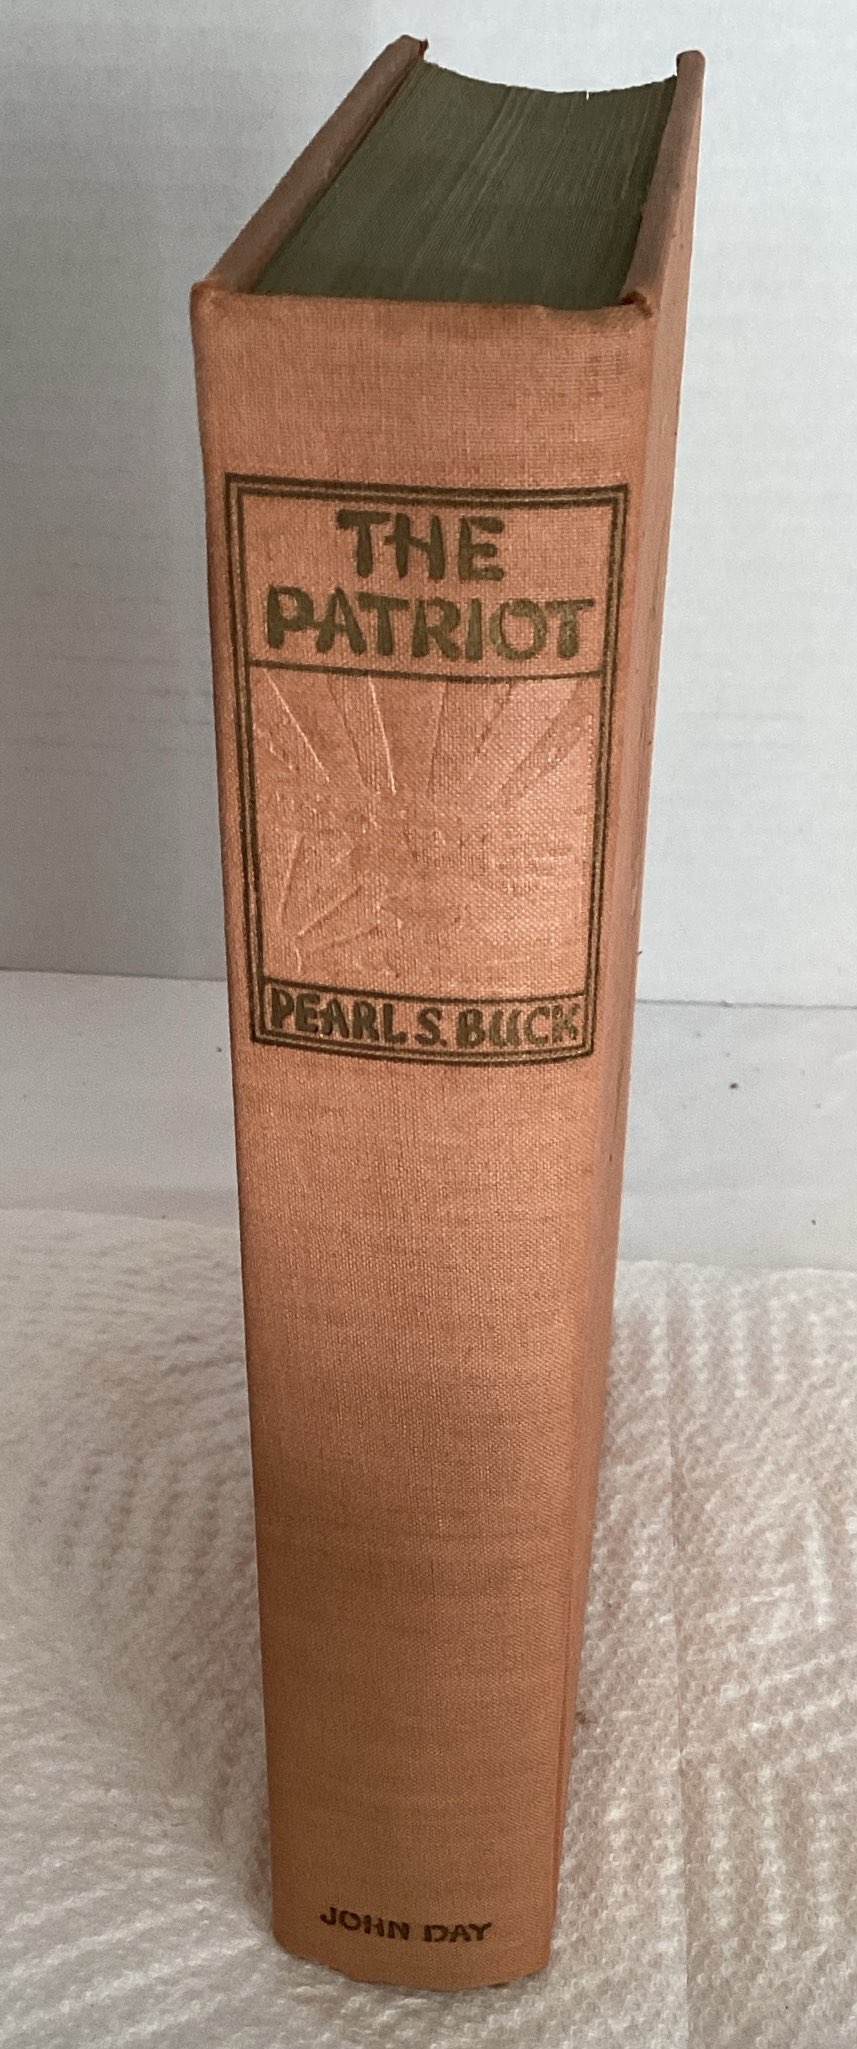 THE
PATRIOT
PEARL S. BUCK
JOHN DAY